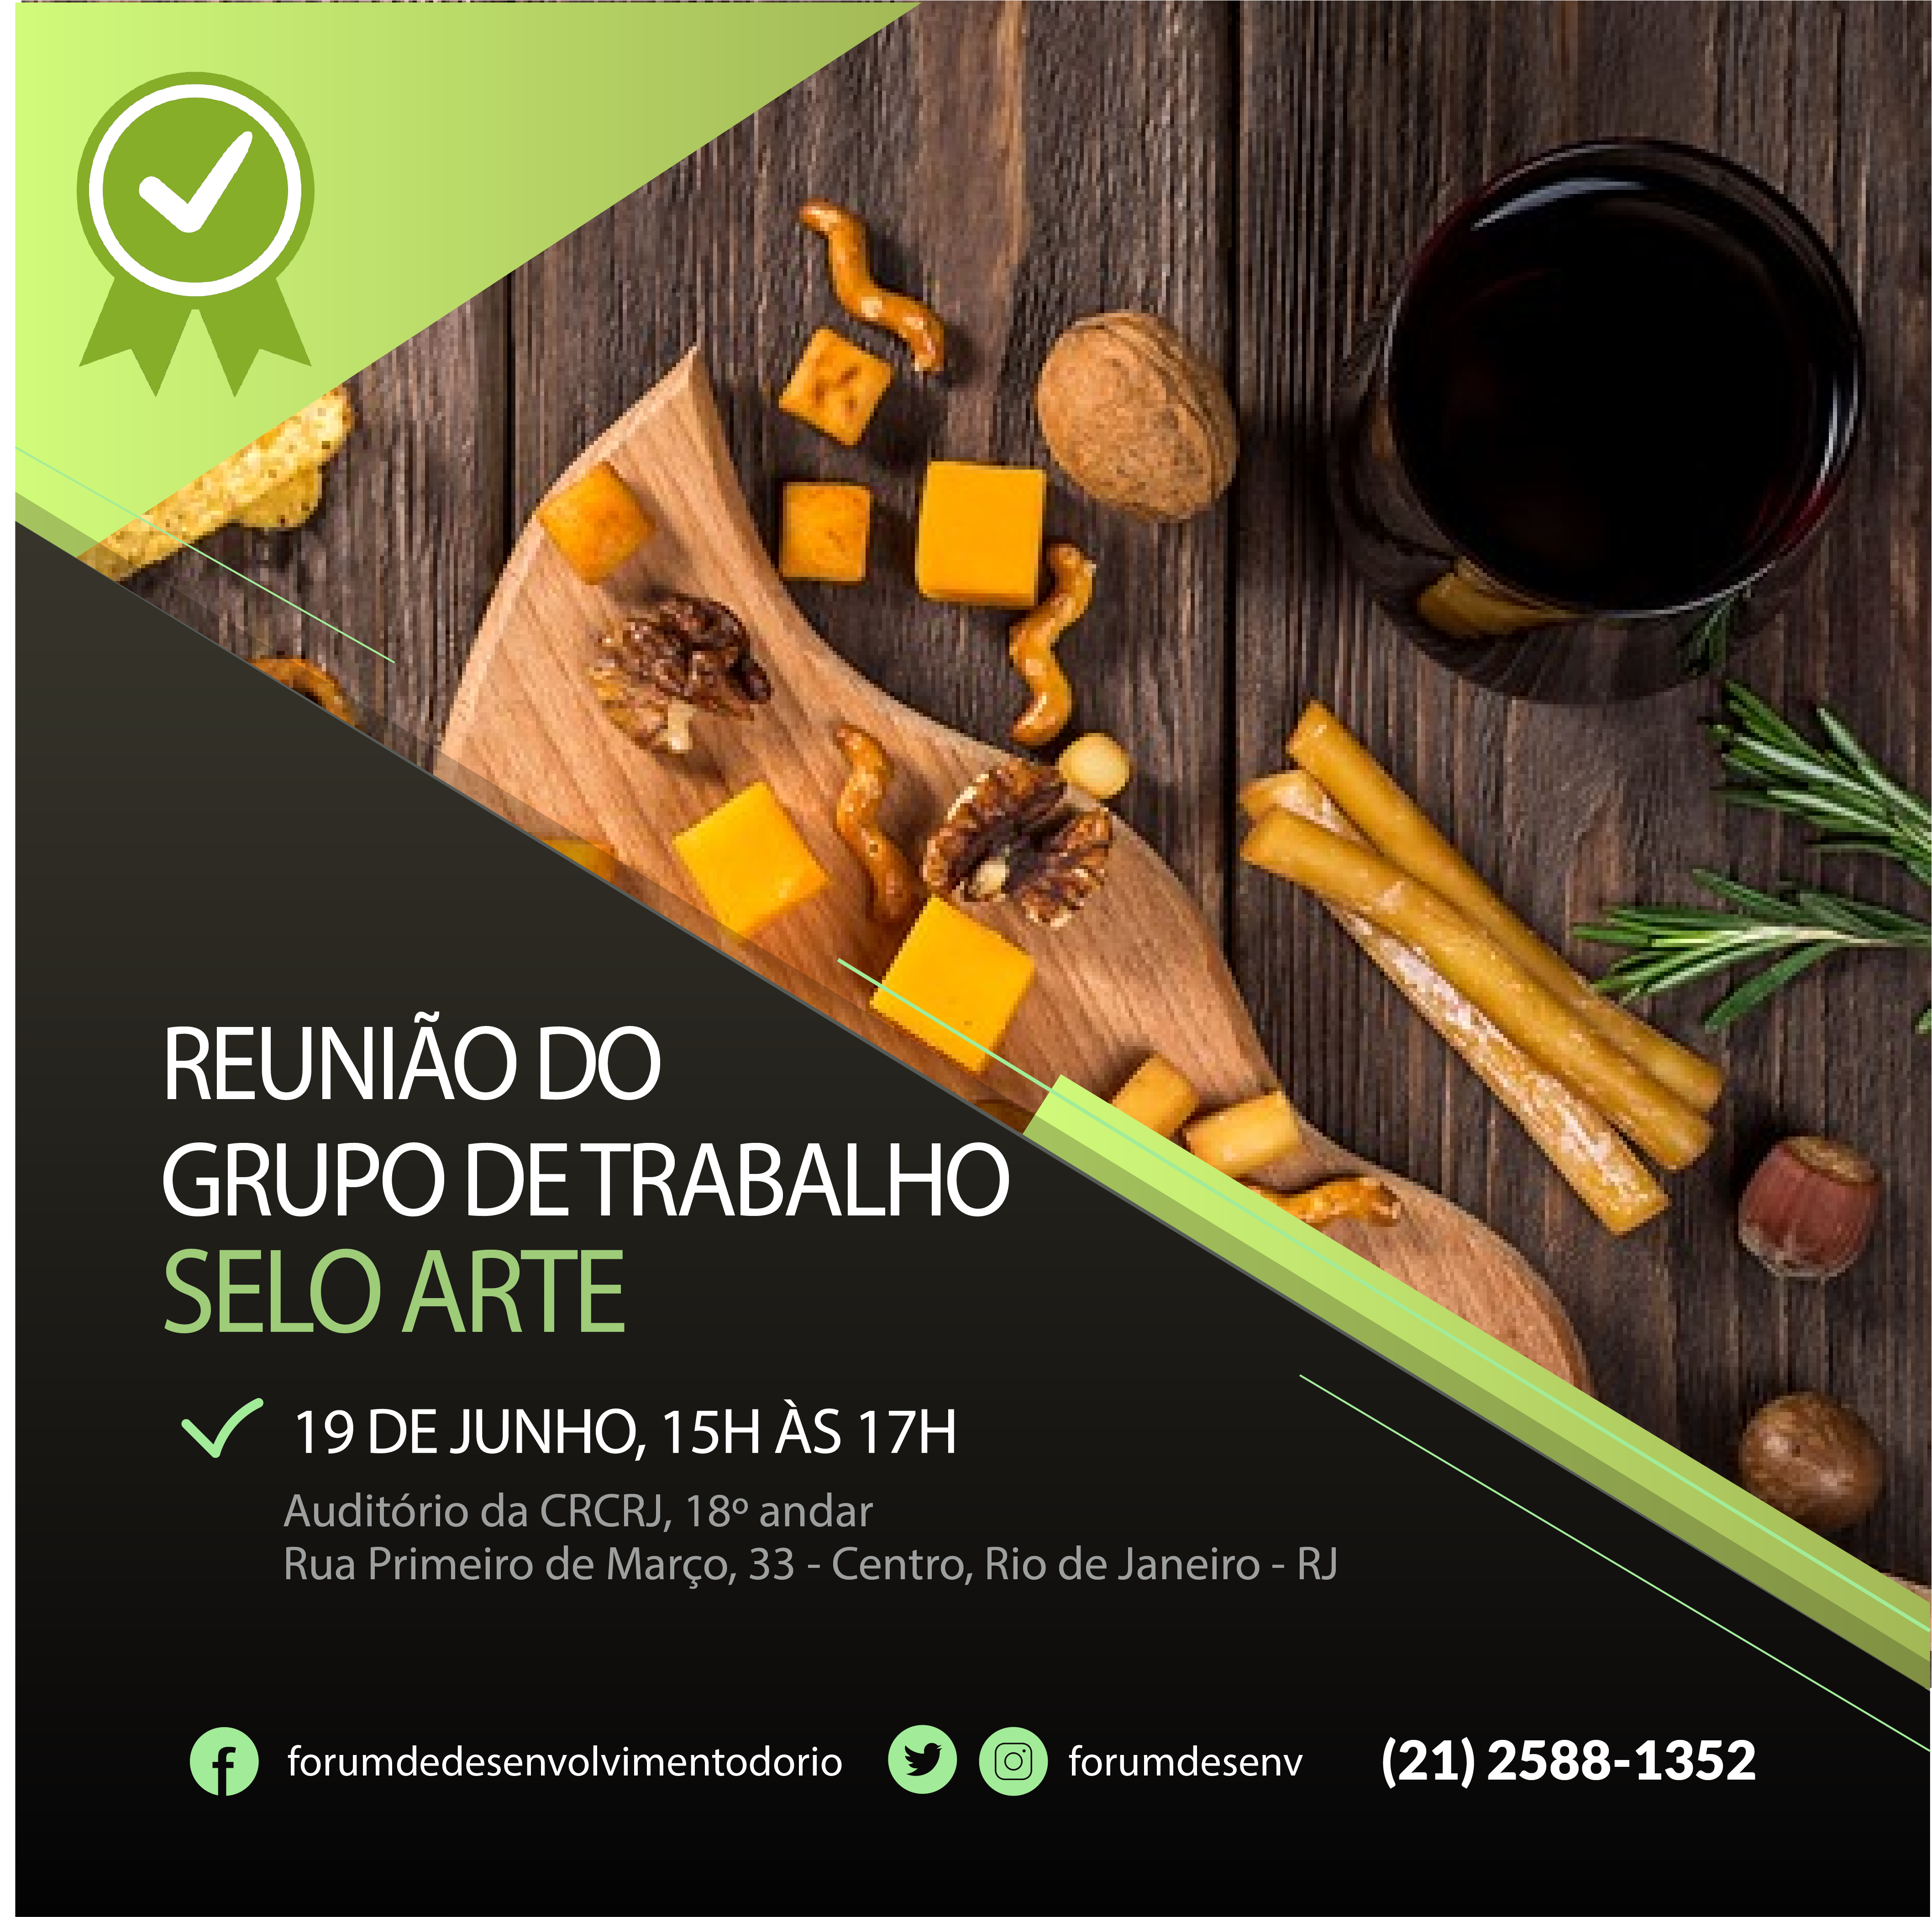 REUNIÃO DO
GRUPO DE TRABALHO
SELO ARTE
19 DE JUNHO, 15H ÀS 17H
Auditório da CRCRJ, 18º andar
Rua Primeiro de Março, 33 - Centro, Rio de Janeiro - RJ
forumdedesenvolvimentodorio forumdesenv (21) 2588-1352